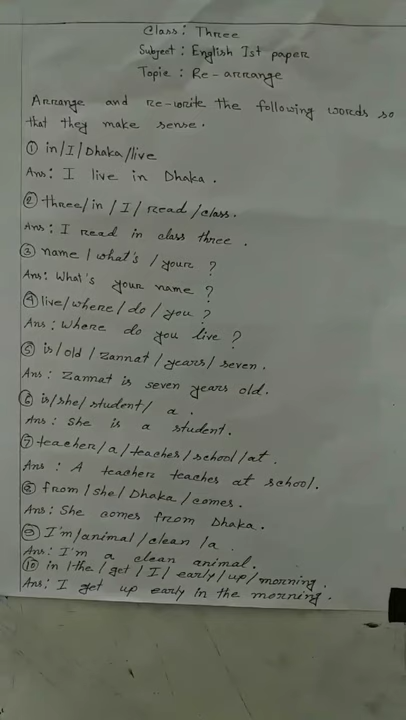 Class: Three
Subject: English Ist paper
Topic: Re-arrange
Arrange and re-write the following words so
that they make sense.
① in/I/Dhaka/live
Ans: I live in Dhaka.
② three/in/I/read/class.
Ans: I read in class three.
③ name/what's/your?
Ans: What's your name?
④ live/where/do/you?
Ans: Where do you live?
⑤ is/old/Zannat/years/seven.
Ans: Zannat is seven years old.
⑥ is/she/student/a.
Ans: She is a student.
⑦ teacher/a/teaches/school/at.
Ans: A teacher teaches at school.
⑧ from/she/Dhaka/comes.
Ans: She comes from Dhaka.
⑨ I'm/animal/clean/a.
Ans: I'm a clean animal.
⑩ in/the/get/I/early/up/morning.
Ans: I get up early in the morning.